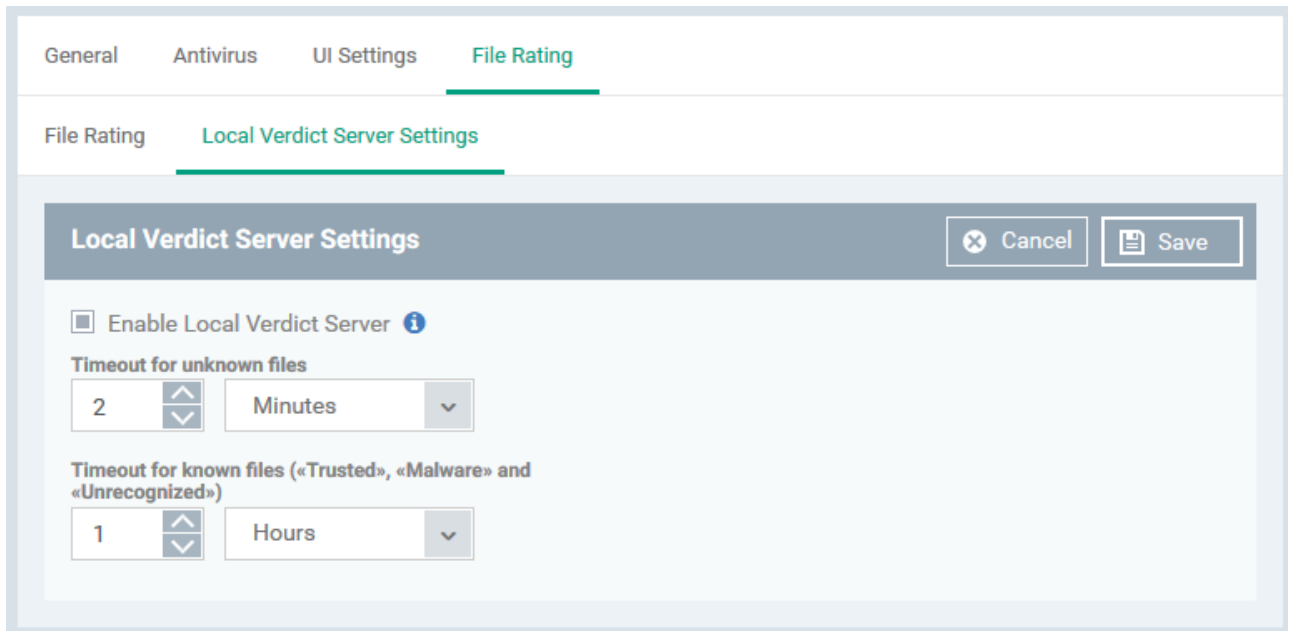 General Antivirus UI Settings File Rating
File Rating Local Verdict Server Settings
Local Verdict Server Settings Cancel Save
Enable Local Verdict Server
Timeout for unknown files
2 Minutes
Timeout for known files («Trusted», «Malware» and
«Unrecognized»)
1 Hours